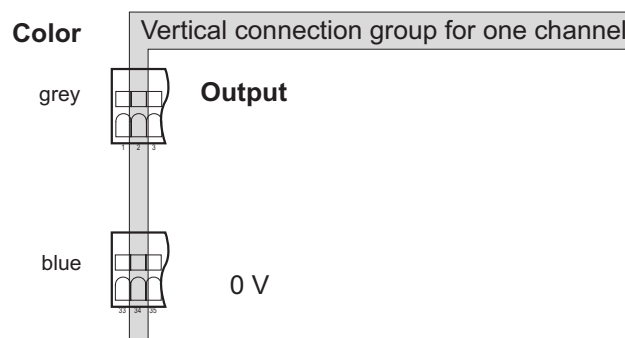 Color
Vertical connection group for one channel
grey
Output
1 2 3
blue
0 V
33 34 35